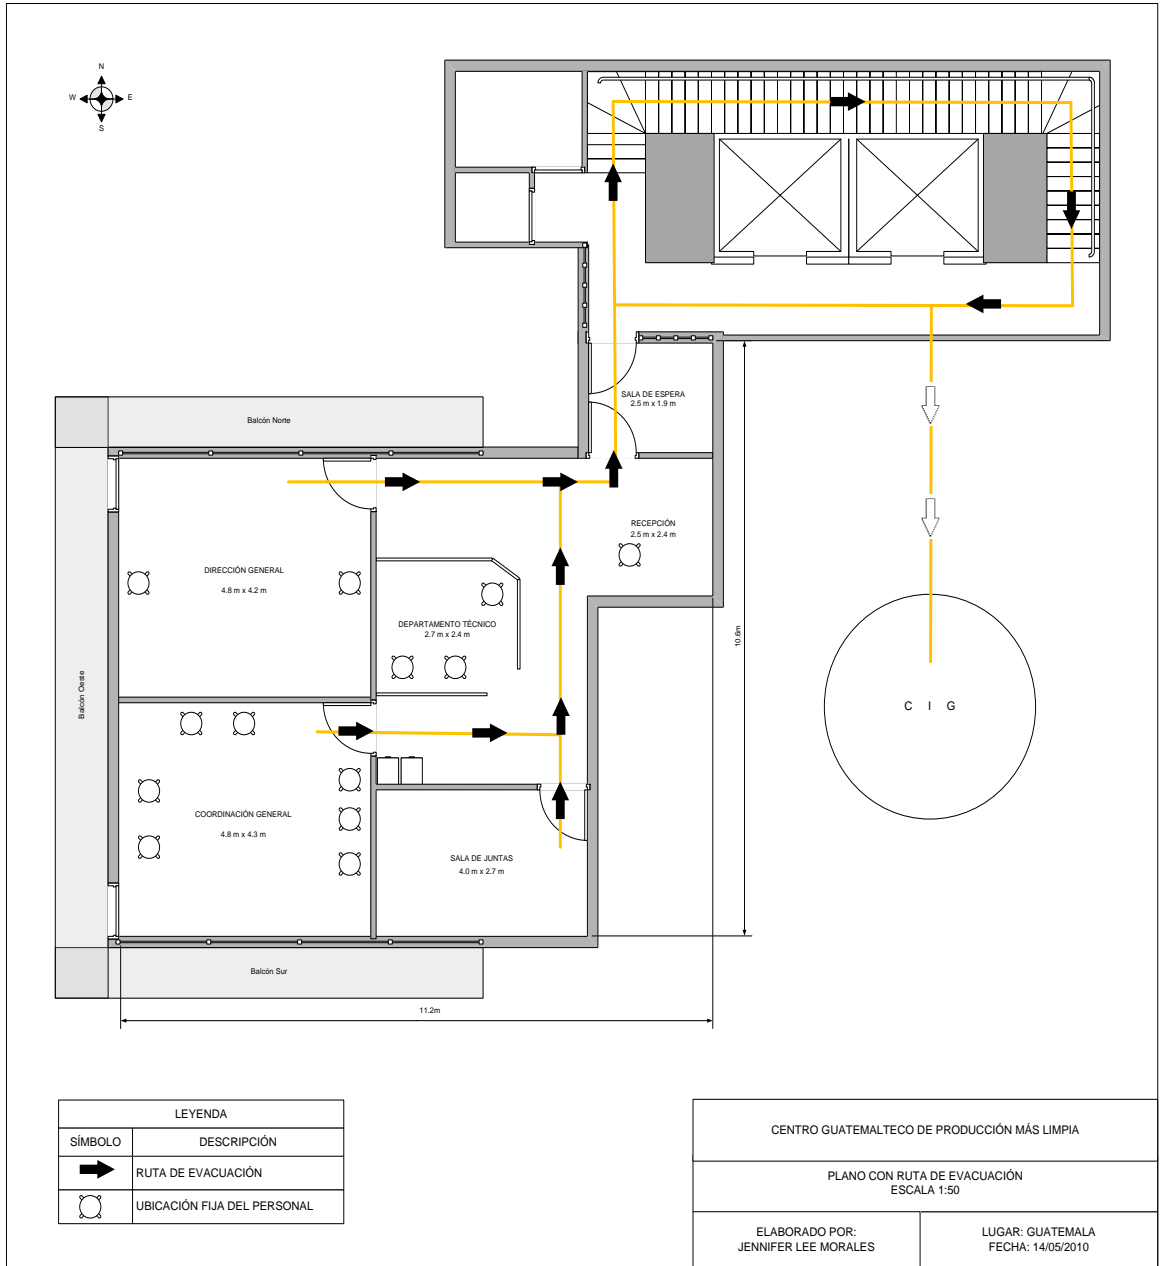 N
W E
S
SALA DE ESPERA
2.5 m x 1.9 m
Balcón Norte
RECEPCIÓN
2.5 m x 2.4 m
DIRECCIÓN GENERAL
4.8 m x 4.2 m
DEPARTAMENTO TÉCNICO
2.7 m x 2.4 m
10.6m
Balcón Oeste
C I G
COORDINACIÓN GENERAL
4.8 m x 4.3 m
SALA DE JUNTAS
4.0 m x 2.7 m
Balcón Sur
11.2m
LEYENDA
SÍMBOLO DESCRIPCIÓN
RUTA DE EVACUACIÓN
UBICACIÓN FIJA DEL PERSONAL
CENTRO GUATEMALTECO DE PRODUCCIÓN MÁS LIMPIA
PLANO CON RUTA DE EVACUACIÓN
ESCALA 1:50
ELABORADO POR:
JENNIFER LEE MORALES
LUGAR: GUATEMALA
FECHA: 14/05/2010